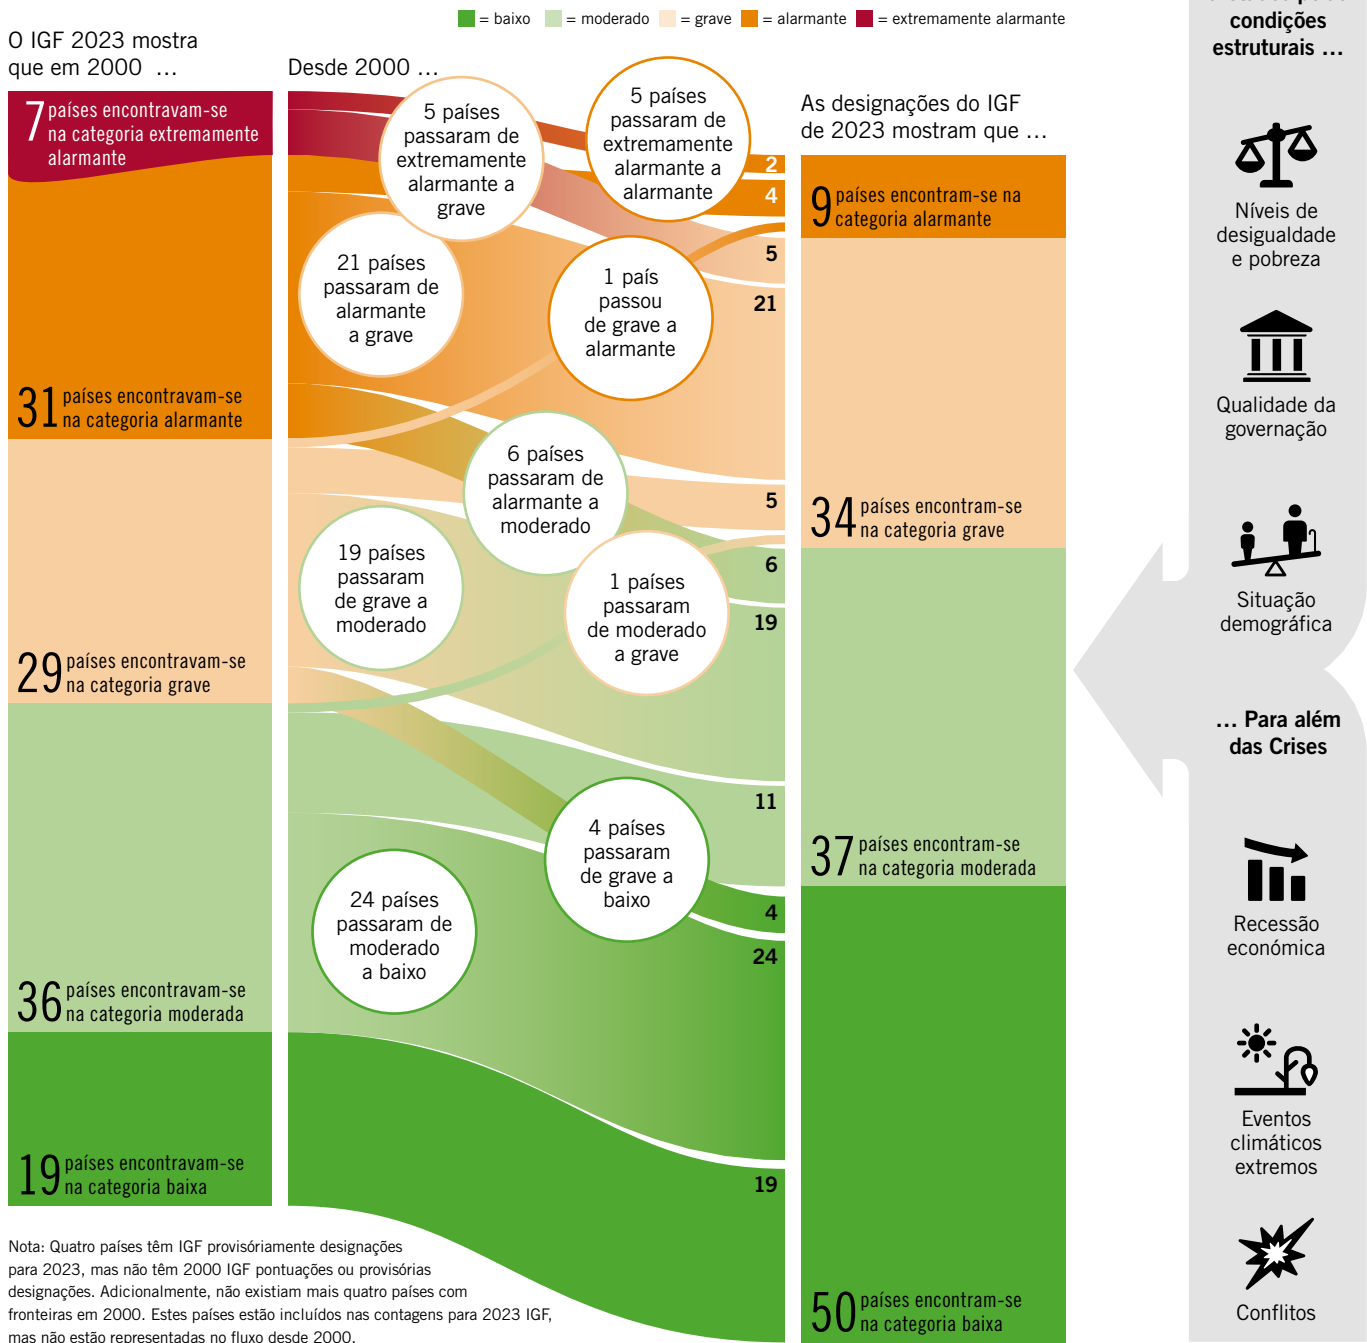 = baixo = moderado = grave = alarmante = extremamente alarmante
O IGF 2023 mostra
que em 2000 …
7 países encontravam-se
na categoria extremamente
alarmante
31 países encontravam-se
na categoria alarmante
29 países encontravam-se
na categoria grave
36 países encontravam-se
na categoria moderada
19 países encontravam-se
na categoria baixa
Desde 2000 …
5 países
passaram de
extremamente
alarmante a
grave
5 países
passaram de
extremamente
alarmante a
alarmante
21 países
passaram de
alarmante
a grave
1 país
passou
de grave a
alarmante
6 países
passaram de
alarmante a
moderado
19 países
passaram
de grave a
moderado
1 países
passaram
de moderado
a grave
4 países
passaram
de grave a
baixo
24 países
passaram de
moderado
a baixo
2
4
5
21
5
6
19
11
4
24
19
As designações do IGF
de 2023 mostram que …
9 países encontram-se na
categoria alarmante
34 países encontram-se
na categoria grave
37 países encontram-se
na categoria moderada
50 países encontram-se
na categoria baixa
condições
estruturais …
Níveis de
desigualdade
e pobreza
Qualidade da
governação
Situação
demográfica
… Para além
das Crises
Recessão
económica
Eventos
climáticos
extremos
Conflitos
Nota: Quatro países têm IGF provisóriamente designações
para 2023, mas não têm 2000 IGF pontuações ou provisórias
designações. Adicionalmente, não existiam mais quatro países com
fronteiras em 2000. Estes países estão incluídos nas contagens para 2023 IGF,
mas não estão representadas no fluxo desde 2000.